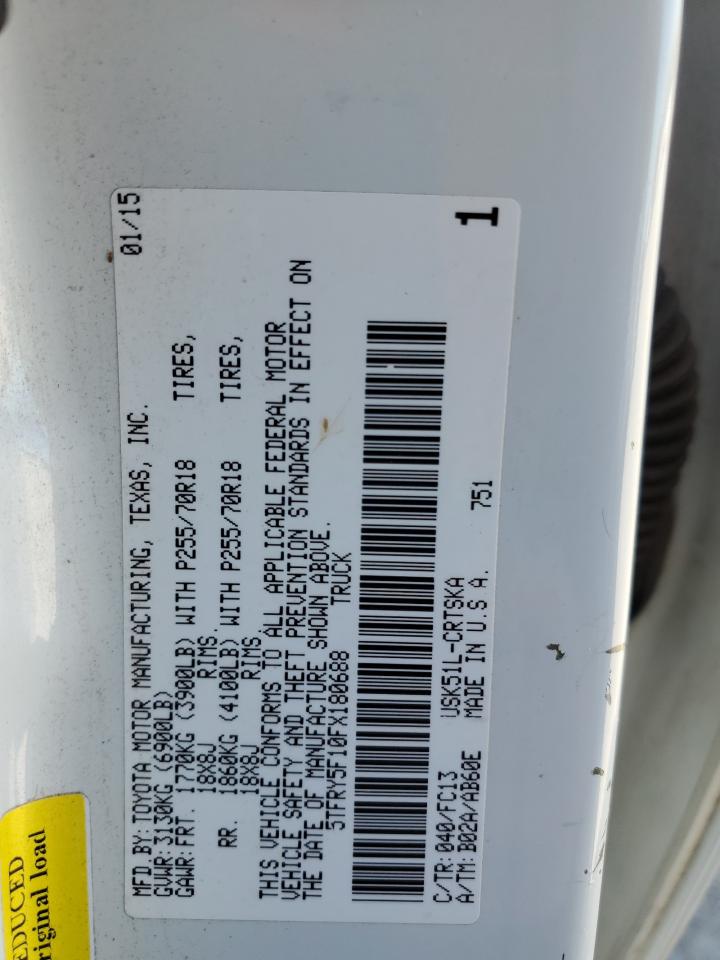 01/15
MFD. BY: TOYOTA MOTOR MANUFACTURING, TEXAS, INC.
GVWR: 3130KG (6900LB)
GAWR: FRT. 1770KG (3900LB) WITH P255/70R18 TIRES,
18X8J RIMS,
RR. 1860KG (4100LB) WITH P255/70R18 TIRES,
18X8J RIMS
THIS VEHICLE CONFORMS TO ALL APPLICABLE FEDERAL MOTOR
VEHICLE SAFETY AND THEFT PREVENTION STANDARDS IN EFFECT ON
THE DATE OF MANUFACTURE SHOWN ABOVE.
5TFRY5F10FX180688 TRUCK
C/TR: 040/FC13 USK51L-CRTSKA 751
A/TM: B02A/AB60E MADE IN U.S.A.
1
EDUCED
riginal load